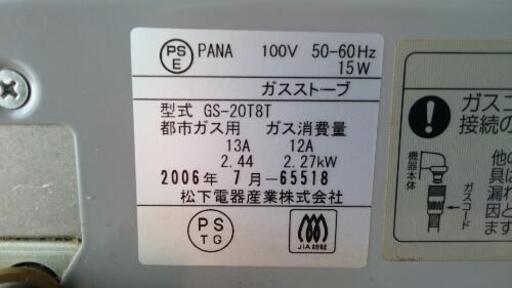 PS
E
PANA 100V 50-60Hz
15W
ガスストーブ
型式 GS-20T8T
都市ガス用 ガス消費量
13A 12A
2.44 2.27kW
2006年 7月-65518
松下電器産業株式会社
PS
TG
JIA
ガスコ
接続の
機器本体
ガスコード
他の
具は
漏れ
因と
ます